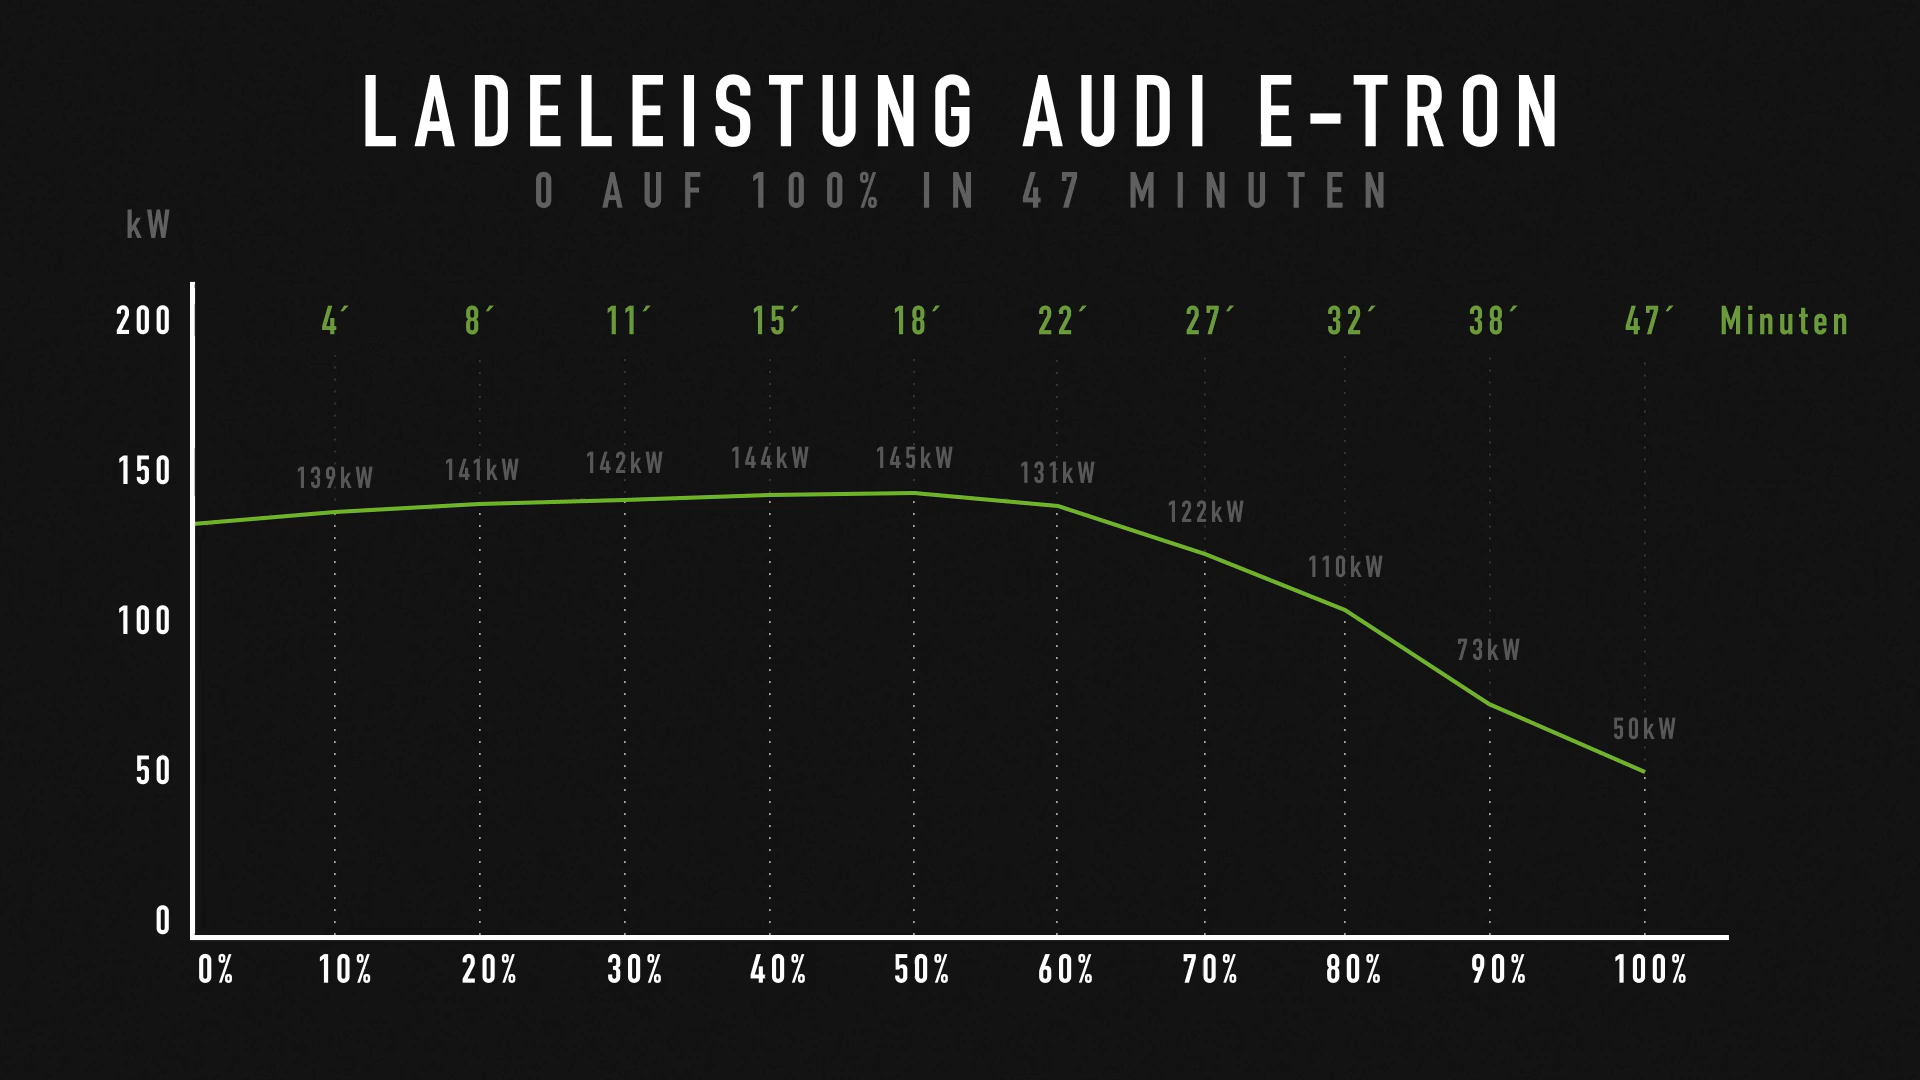 LADELEISTUNG AUDI E-TRON
0 AUF 100% IN 47 MINUTEN
kW
200 4´ 8´ 11´ 15´ 18´ 22´ 27´ 32´ 38´ 47´ Minuten
150 139kW 141kW 142kW 144kW 145kW 131kW
122kW
110kW
100
73kW
50kW
50
0
0% 10% 20% 30% 40% 50% 60% 70% 80% 90% 100%